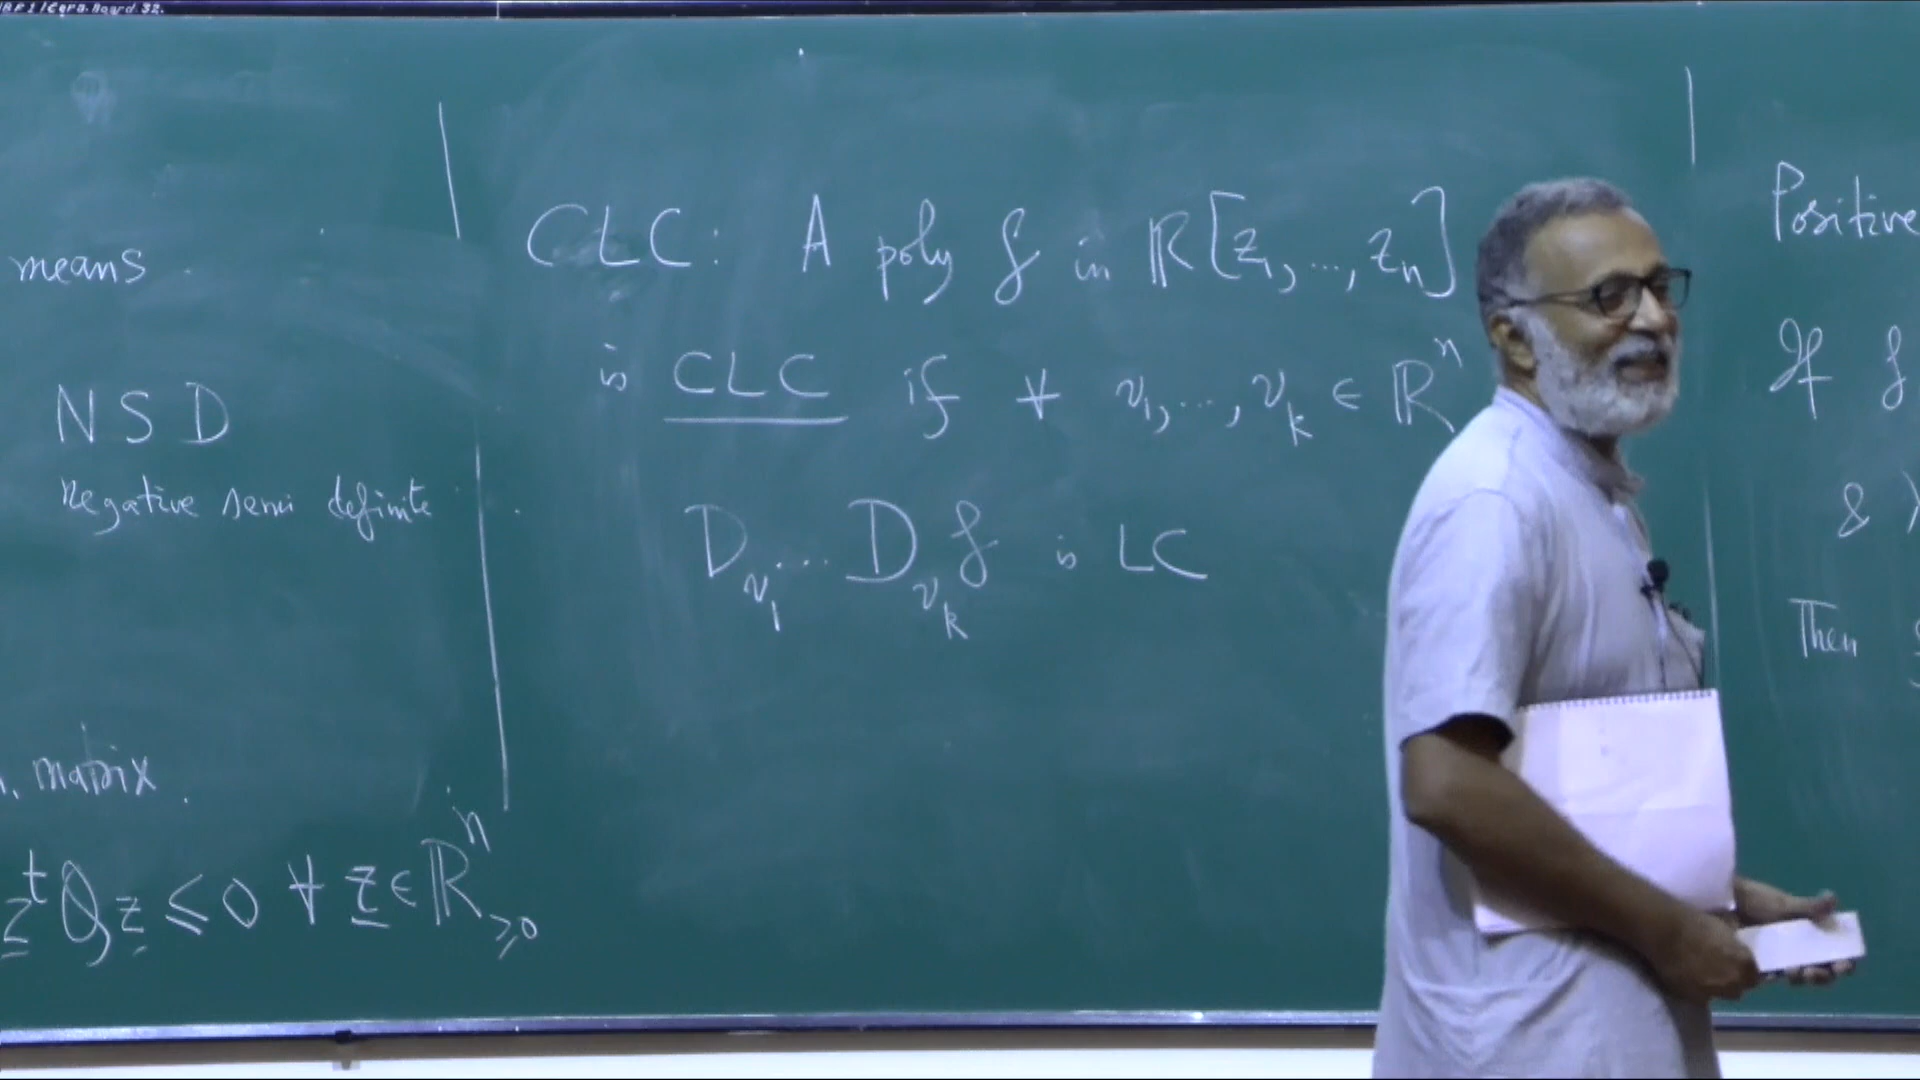 means
NSD
Negative semi definite
matrix.
z^t Q z ≤ 0 ∀ z ∈ ℝ^n_{≥0}
CLC: A poly f in ℝ[z_1, ..., z_n]
is CLC if ∀ v_1, ..., v_k ∈ ℝ^n
D_{v_1} ... D_{v_k} f is LC
Positive
If f
&
Then